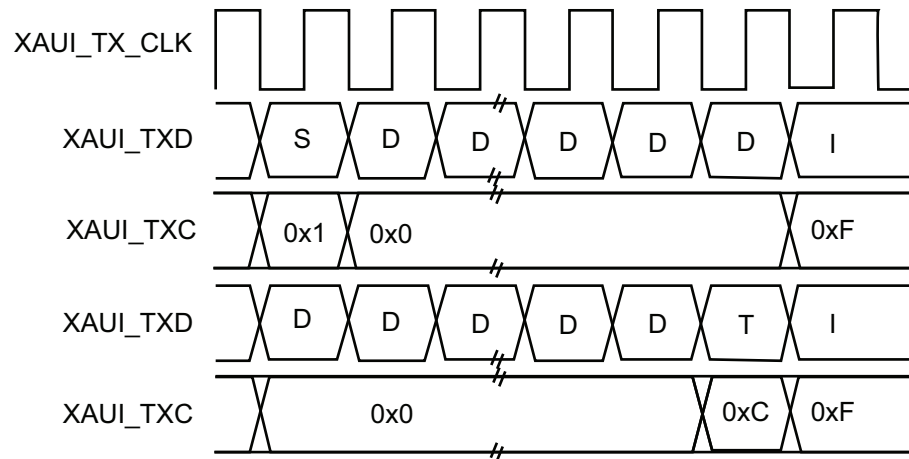 XAUI_TX_CLK
XAUI_TXD S D D D D D I
XAUI_TXC 0x1 0x0 0xF
XAUI_TXD D D D D D T I
XAUI_TXC 0x0 0xC 0xF